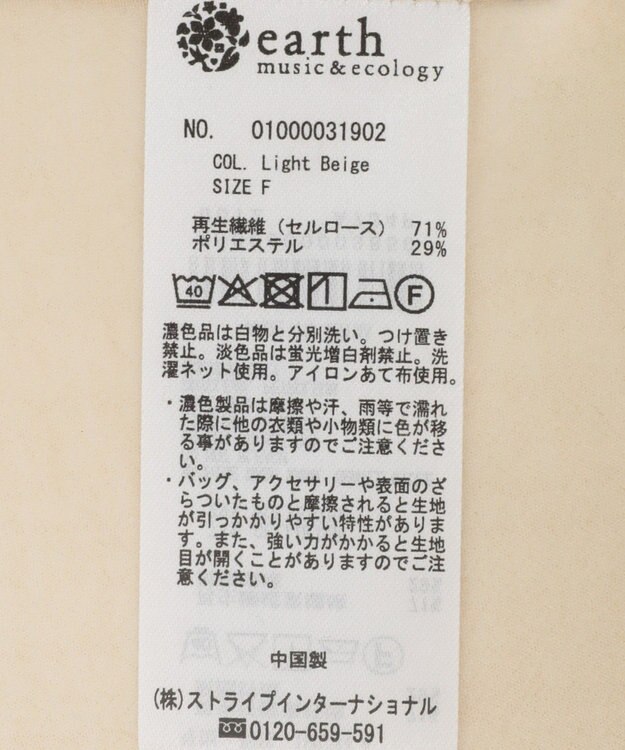 earth
music&ecology
NO. 01000031902
COL. Light Beige
SIZE F
再生繊維（セルロース） 71%
ポリエステル 29%
40 F
濃色品は白物と分別洗い。つけ置き
禁止。淡色品は蛍光増白剤禁止。洗
濯ネット使用。アイロンあて布使用。
・濃色製品は摩擦や汗、雨等で濡れ
た際に他の衣類や小物類に色が移
る事がありますのでご注意くださ
い。
・バッグ、アクセサリーや表面のざ
らついたものと摩擦されると生地
が引っかかりやすい特性がありま
す。また、強い力がかかると生地
目が開くことがありますのでご注
意ください。
中国製
(株)ストライプインターナショナル
0120-659-591